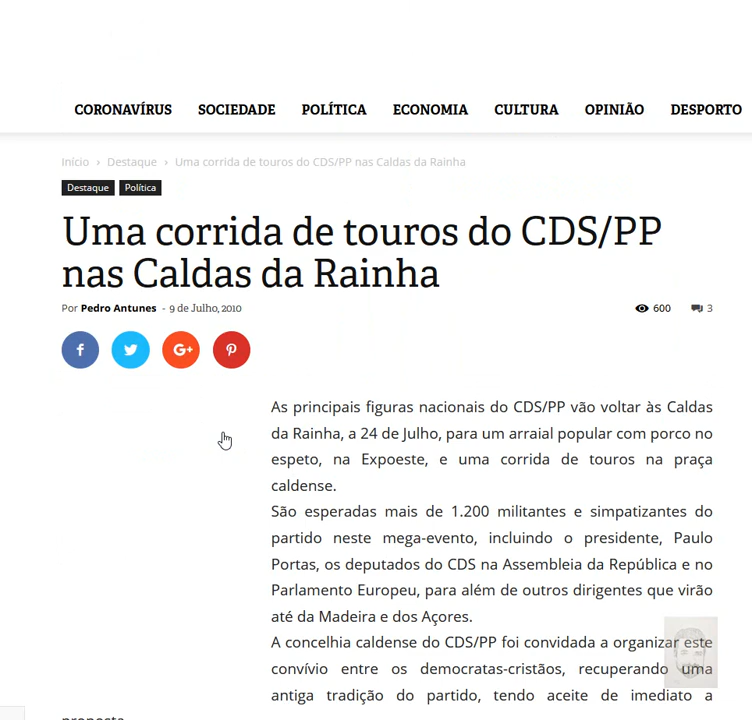 CORONAVÍRUS SOCIEDADE POLÍTICA ECONOMIA CULTURA OPINIÃO DESPORTO
Início › Destaque › Uma corrida de touros do CDS/PP nas Caldas da Rainha
Destaque Política
Uma corrida de touros do CDS/PP
nas Caldas da Rainha
Por Pedro Antunes - 9 de Julho, 2010 600 3
As principais figuras nacionais do CDS/PP vão voltar às Caldas
da Rainha, a 24 de Julho, para um arraial popular com porco no
espeto, na Expoeste, e uma corrida de touros na praça
caldense.
São esperadas mais de 1.200 militantes e simpatizantes do
partido neste mega-evento, incluindo o presidente, Paulo
Portas, os deputados do CDS na Assembleia da República e no
Parlamento Europeu, para além de outros dirigentes que virão
até da Madeira e dos Açores.
A concelhia caldense do CDS/PP foi convidada a organizar este
convívio entre os democratas-cristãos, recuperando uma
antiga tradição do partido, tendo aceite de imediato a
proposta